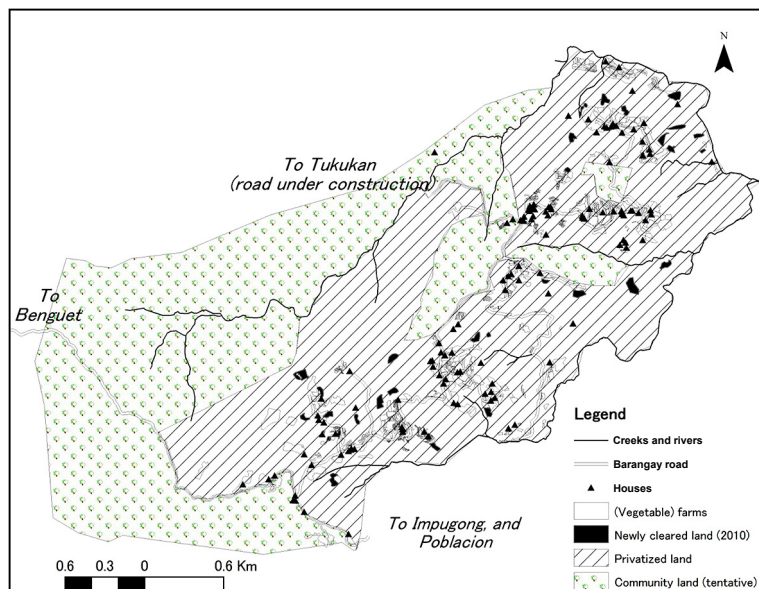 N
To Tukukan
(road under construction)
To
Benguet
To Impugong, and
Poblacion
Legend
Creeks and rivers
Barangay road
Houses
(Vegetable) farms
Newly cleared land (2010)
Privatized land
Community land (tentative)
0.6 0.3 0 0.6 Km